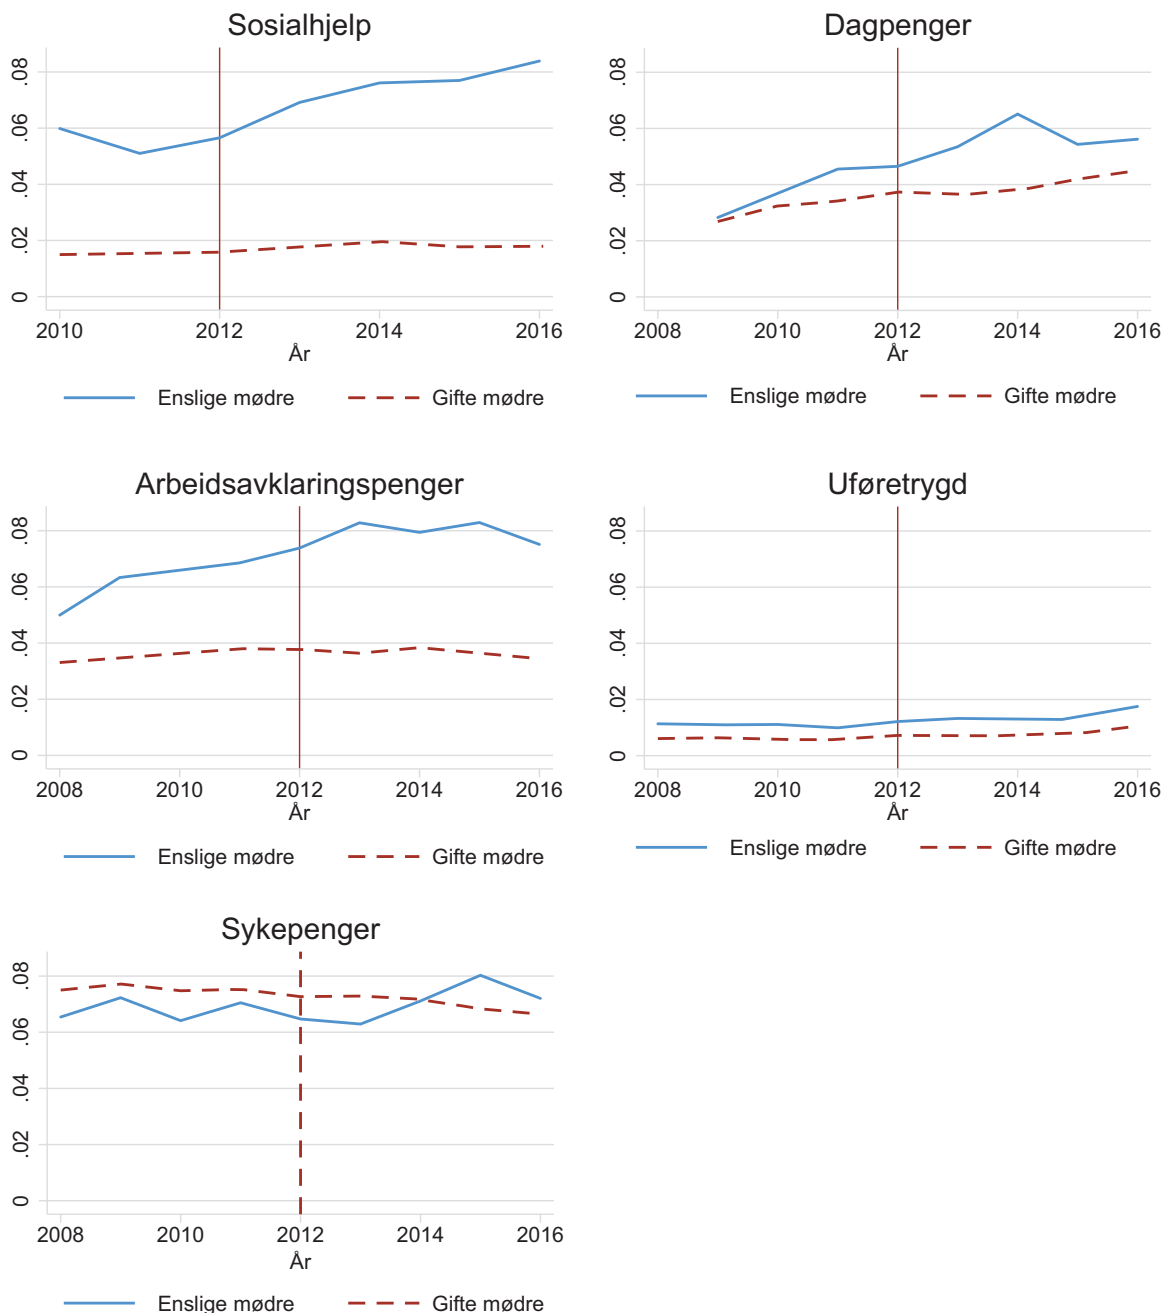 Sosialhjelp
.08
.06
.04
.02
0
2010 2012 2014 2016
År
Enslige mødre Gifte mødre
Dagpenger
.08
.06
.04
.02
0
2008 2010 2012 2014 2016
År
Enslige mødre Gifte mødre
Arbeidsavklaringspenger
.08
.06
.04
.02
0
2008 2010 2012 2014 2016
År
Enslige mødre Gifte mødre
Uføretrygd
.08
.06
.04
.02
0
2008 2010 2012 2014 2016
År
Enslige mødre Gifte mødre
Sykepenger
.08
.06
.04
.02
0
2008 2010 2012 2014 2016
År
Enslige mødre Gifte mødre